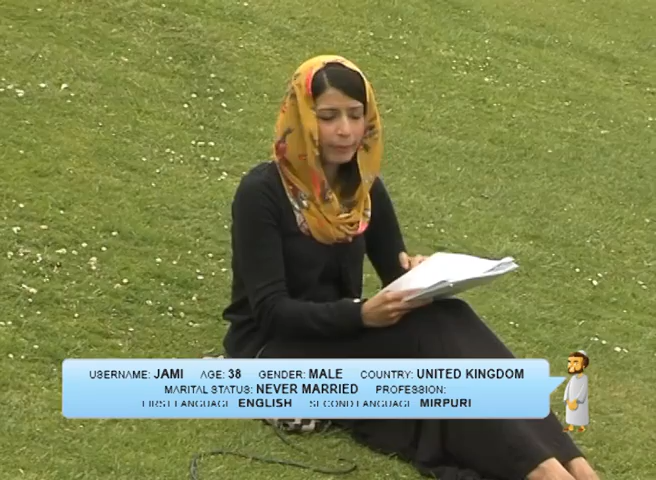 USERNAME: JAMI AGE: 38 GENDER: MALE COUNTRY: UNITED KINGDOM
MARITAL STATUS: NEVER MARRIED PROFESSION:
FIRST LANGUAGE: ENGLISH SECOND LANGUAGE: MIRPURI